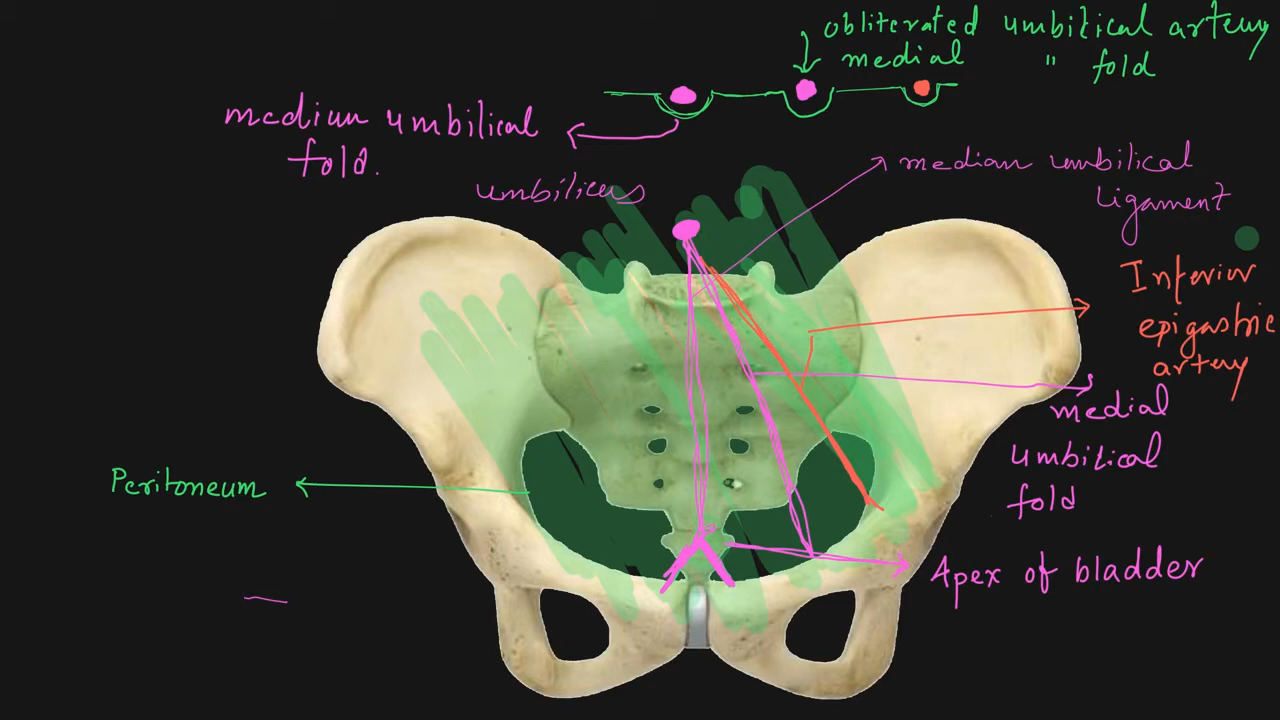 obliterated umbilical artery
medial " fold
medium umbilical
fold.
umbilicus
median umbilical
ligament
Inferior
epigastric
artery
medial
umbilical
fold
Peritoneum
Apex of bladder